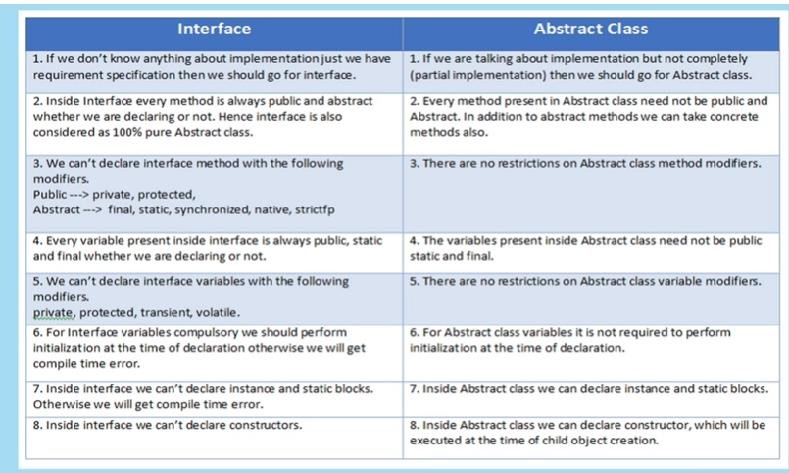 Interface
Abstract Class
1. If we don't know anything about implementation just we have
requirement specification then we should go for interface.
1. If we are talking about implementation but not completely
(partial implementation) then we should go for Abstract class.
2. Inside Interface every method is always public and abstract
whether we are declaring or not. Hence interface is also
considered as 100% pure Abstract class.
2. Every method present in Abstract class need not be public and
Abstract. In addition to abstract methods we can take concrete
methods also.
3. We can't declare interface method with the following
modifiers.
Public ---> private, protected,
Abstract ---> final, static, synchronized, native, strictfp
3. There are no restrictions on Abstract class method modifiers.
4. Every variable present inside interface is always public, static
and final whether we are declaring or not.
4. The variables present inside Abstract class need not be public
static and final.
5. We can't declare interface variables with the following
modifiers.
private, protected, transient, volatile.
5. There are no restrictions on Abstract class variable modifiers.
6. For Interface variables compulsory we should perform
initialization at the time of declaration otherwise we will get
compile time error.
6. For Abstract class variables it is not required to perform
initialization at the time of declaration.
7. Inside interface we can't declare instance and static blocks.
Otherwise we will get compile time error.
7. Inside Abstract class we can declare instance and static blocks.
8. Inside interface we can't declare constructors.
8. Inside Abstract class we can declare constructor, which will be
executed at the time of child object creation.